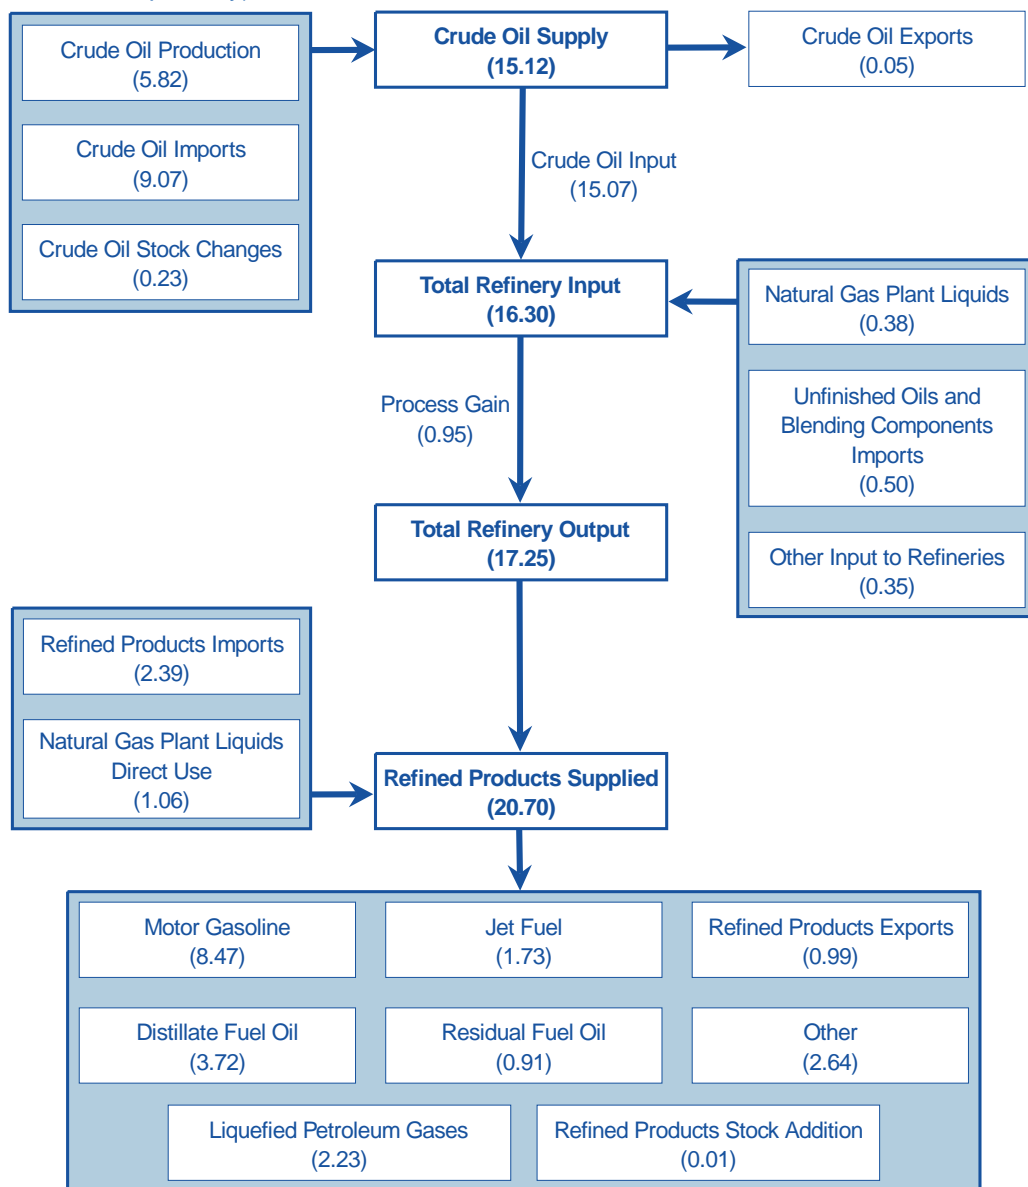 Crude Oil Production
(5.82)
Crude Oil Imports
(9.07)
Crude Oil Stock Changes
(0.23)
Crude Oil Supply
(15.12)
Crude Oil Exports
(0.05)
Crude Oil Input
(15.07)
Total Refinery Input
(16.30)
Natural Gas Plant Liquids
(0.38)
Unfinished Oils and
Blending Components
Imports
(0.50)
Other Input to Refineries
(0.35)
Process Gain
(0.95)
Total Refinery Output
(17.25)
Refined Products Imports
(2.39)
Natural Gas Plant Liquids
Direct Use
(1.06)
Refined Products Supplied
(20.70)
Motor Gasoline
(8.47)
Jet Fuel
(1.73)
Refined Products Exports
(0.99)
Distillate Fuel Oil
(3.72)
Residual Fuel Oil
(0.91)
Other
(2.64)
Liquefied Petroleum Gases
(2.23)
Refined Products Stock Addition
(0.01)